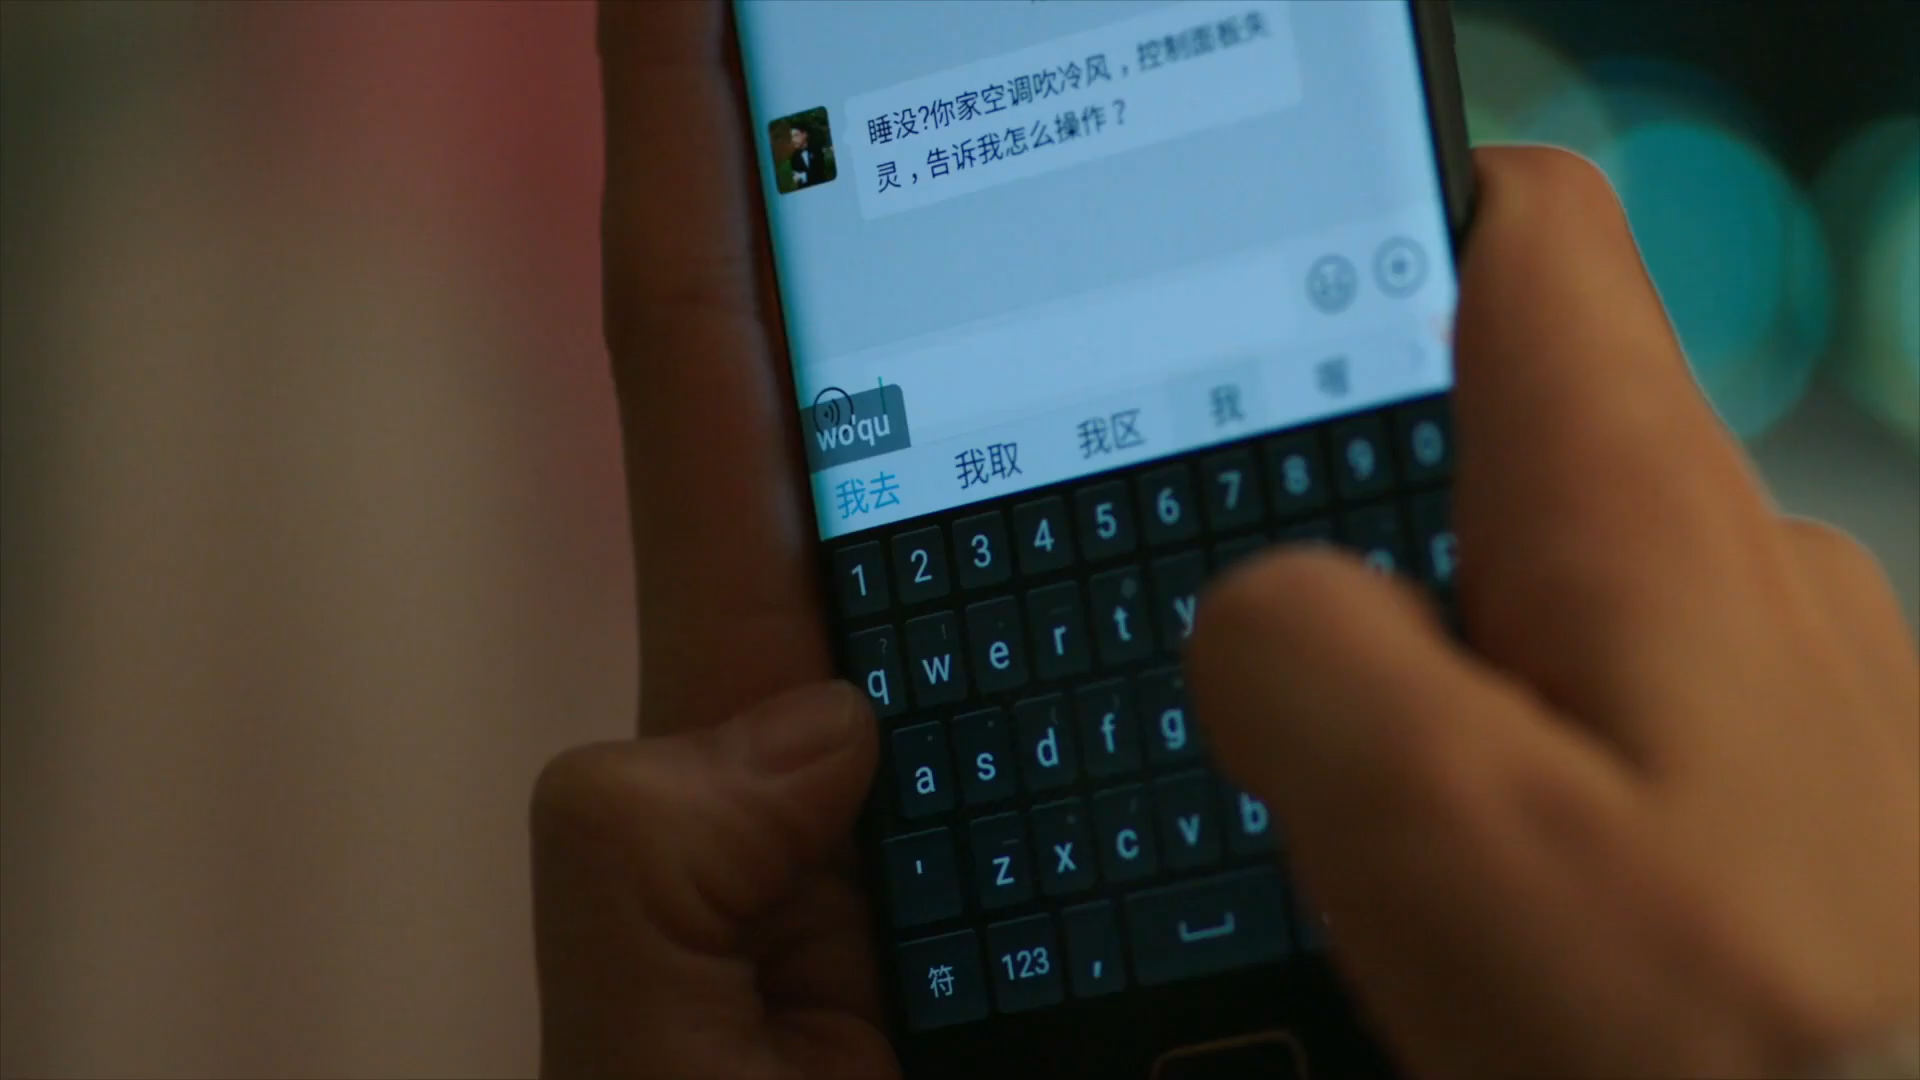 睡没?你家空调吹冷风，控制面板失
灵，告诉我怎么操作？
wo'qu
我去 我取 我区 我 喔
1 2 3 4 5 6 7 8 9 0
q w e r t y
a s d f g
' z x c v b
符 123 ,